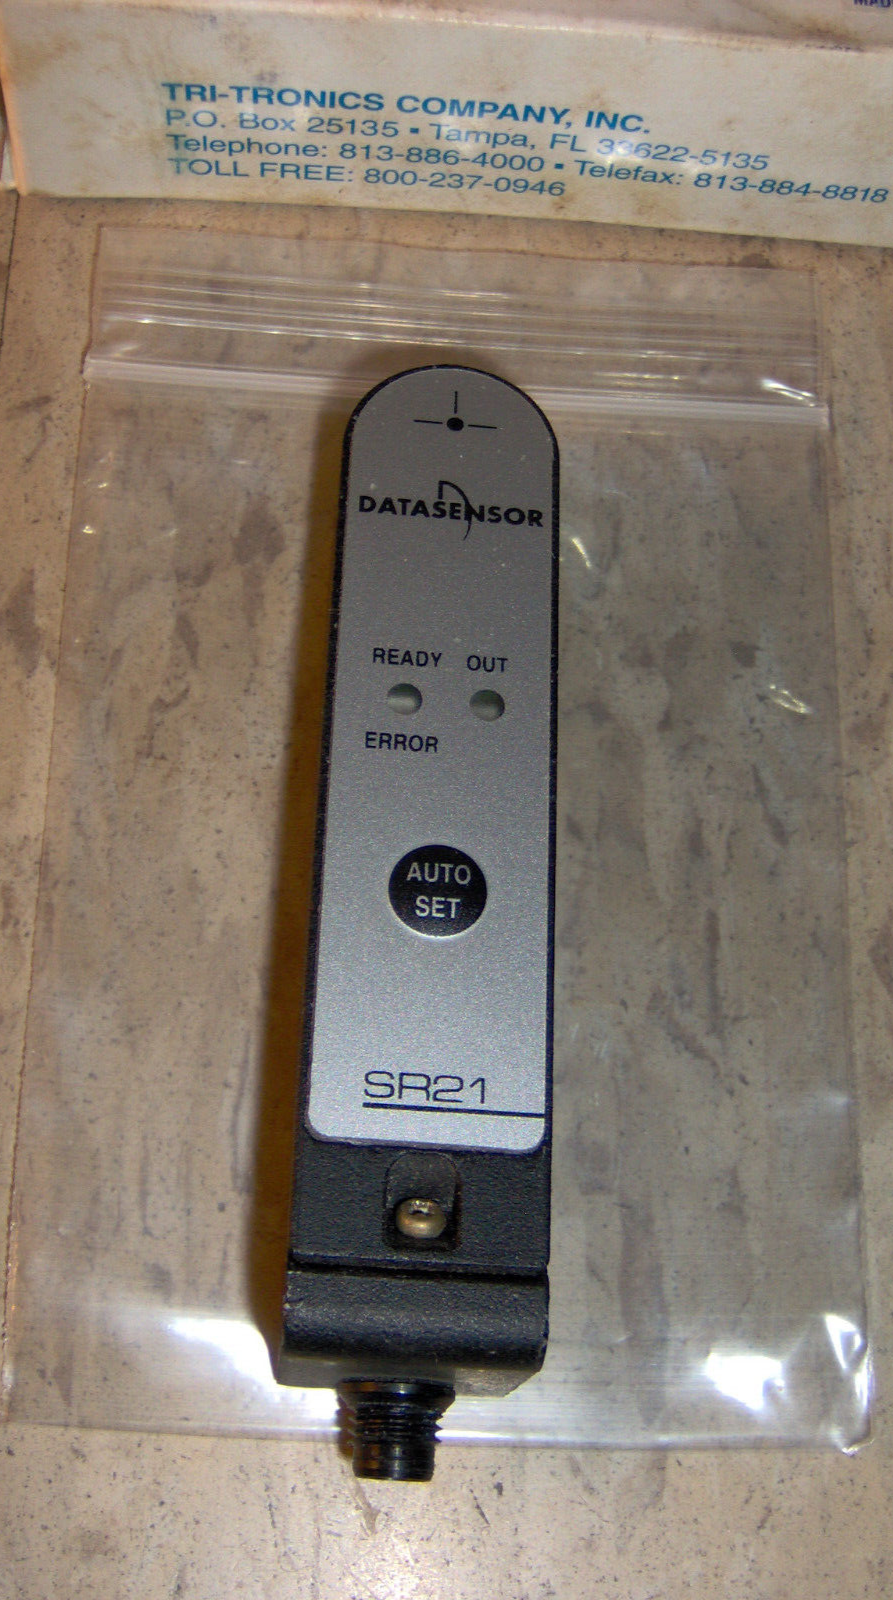 MAD
TRI-TRONICS COMPANY, INC.
P.O. Box 25135 ▪ Tampa, FL 33622-5135
Telephone: 813-886-4000 ▪ Telefax: 813-884-8818
TOLL FREE: 800-237-0946
DATASENSOR
READY OUT
ERROR
AUTO
SET
SR21